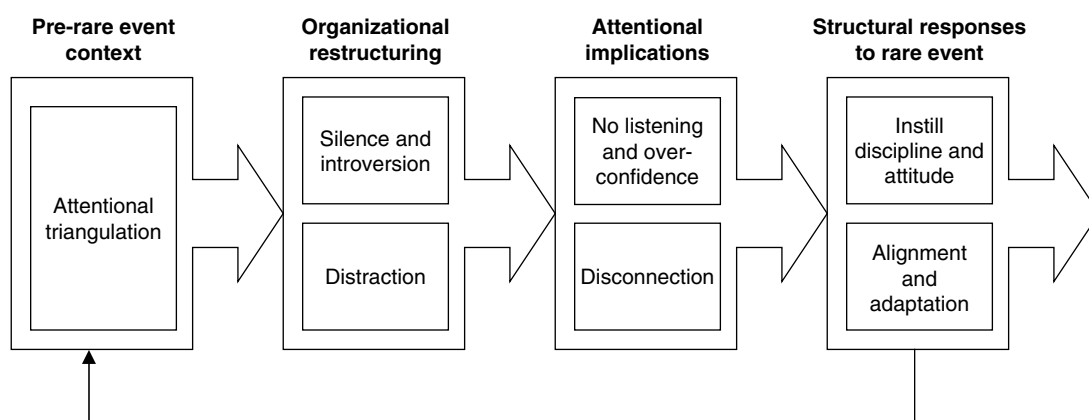 Pre-rare event
context
Organizational
restructuring
Attentional
implications
Structural responses
to rare event
Attentional
triangulation
Silence and
introversion
Distraction
No listening
and over-
confidence
Disconnection
Instill
discipline and
attitude
Alignment
and
adaptation